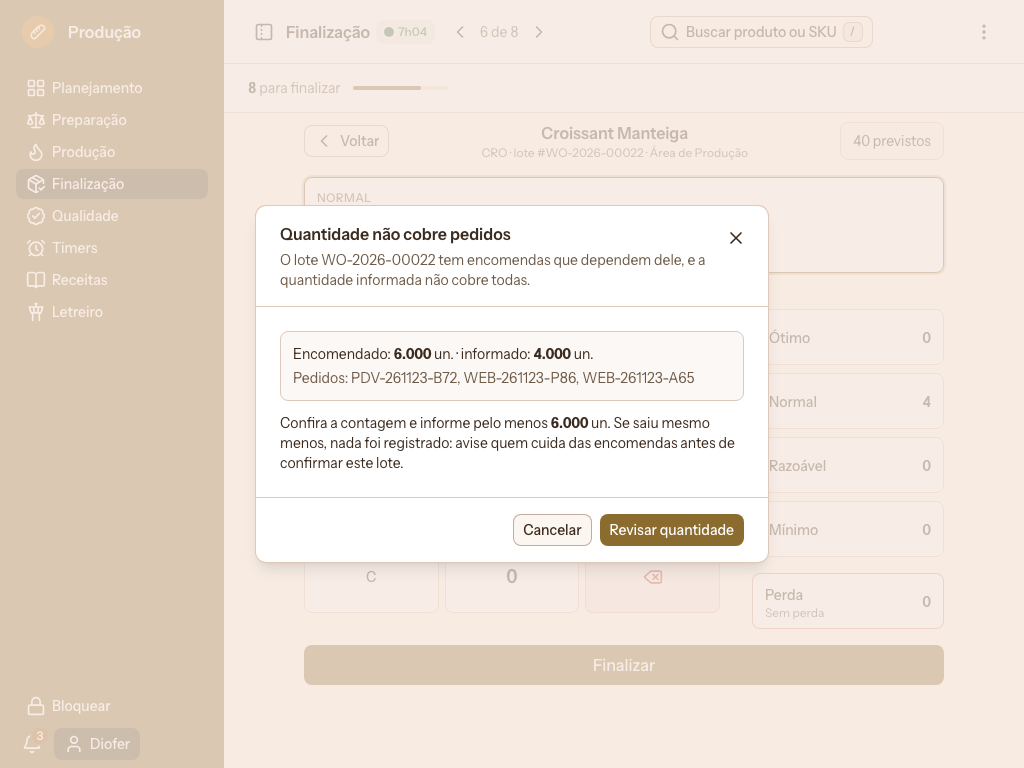 Produção
Planejamento
Preparação
Produção
Finalização
Qualidade
Timers
Receitas
Letreiro
Bloquear
3
Diofer
Finalização
7h04
6 de 8
Buscar produto ou SKU
/
8 para finalizar
Voltar
Croissant Manteiga
CRO · lote #WO-2026-00022 · Área de Produção
40 previstos
NORMAL
Quantidade não cobre pedidos
O lote WO-2026-00022 tem encomendas que dependem dele, e a
quantidade informada não cobre todas.
Encomendado: 6.000 un. · informado: 4.000 un.
Pedidos: PDV-261123-B72, WEB-261123-P86, WEB-261123-A65
Confira a contagem e informe pelo menos 6.000 un. Se saiu mesmo
menos, nada foi registrado: avise quem cuida das encomendas antes de
confirmar este lote.
Cancelar
Revisar quantidade
Ótimo 0
Normal 4
Razoável 0
Mínimo 0
Perda 0
Sem perda
C
0
Finalizar